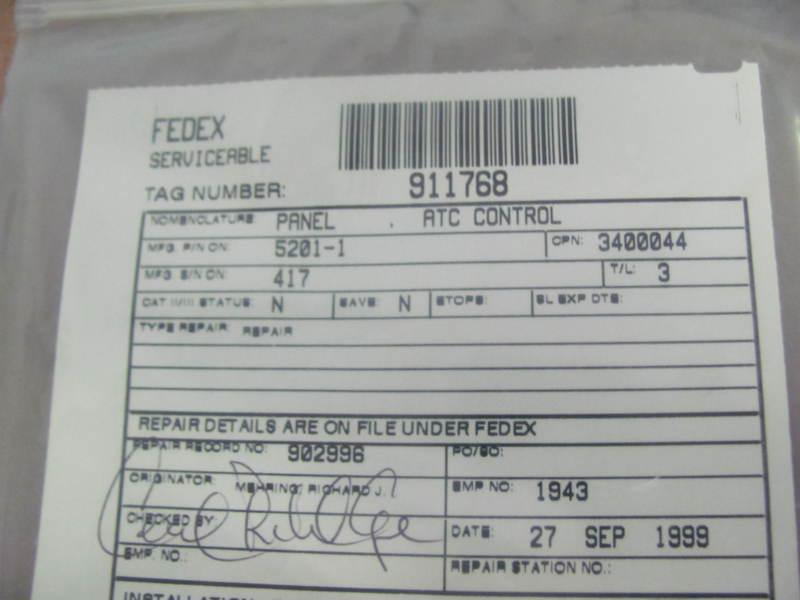 FEDEX
SERVICEABLE
TAG NUMBER: 911768
NOMENCLATURE PANEL , ATC CONTROL
MFG. P/N ON: 5201-1 CPN: 3400044
MFG. S/N ON: 417 T/L: 3
CAT II/III STATUS: N SAVE: N STOPS: SL EXP DTE:
TYPE REPAIR: REPAIR
REPAIR DETAILS ARE ON FILE UNDER FEDEX
REPAIR RECORD NO: 902996 PO/SO:
ORIGINATOR: MEHRING, RICHARD J. EMP NO: 1943
CHECKED BY: DATE: 27 SEP 1999
EMP. NO.: REPAIR STATION NO.: